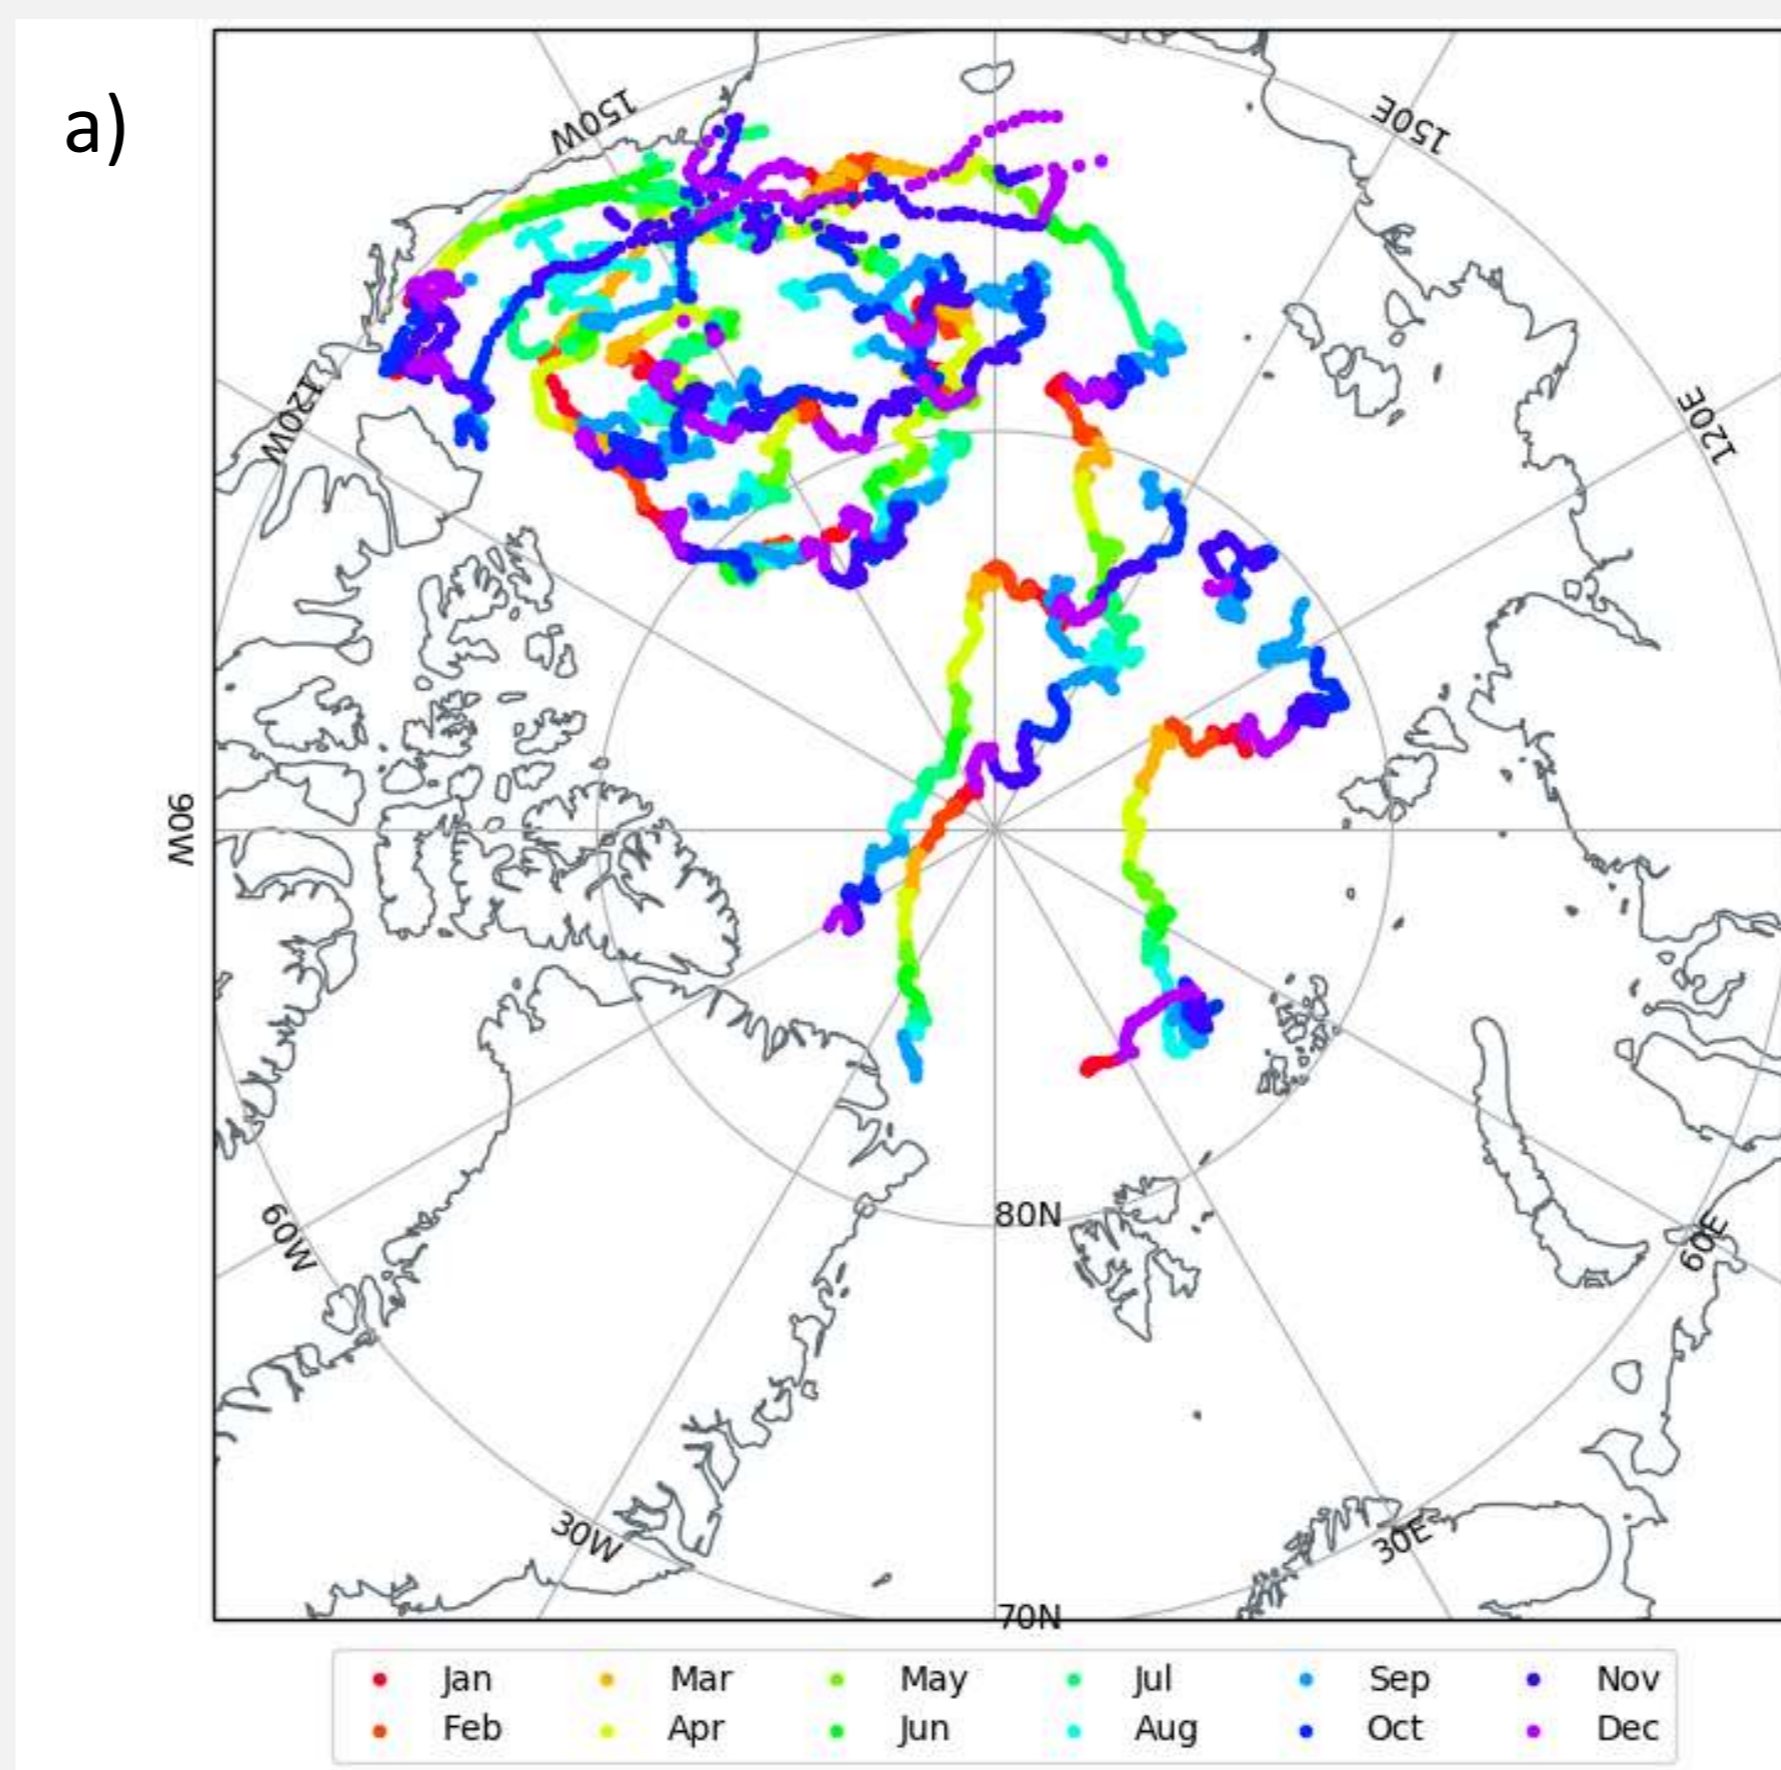 a)
150W
150E
120W
120E
90W
80N
60W
60E
30W
30E
70N
Jan Mar May Jul Sep Nov
Feb Apr Jun Aug Oct Dec